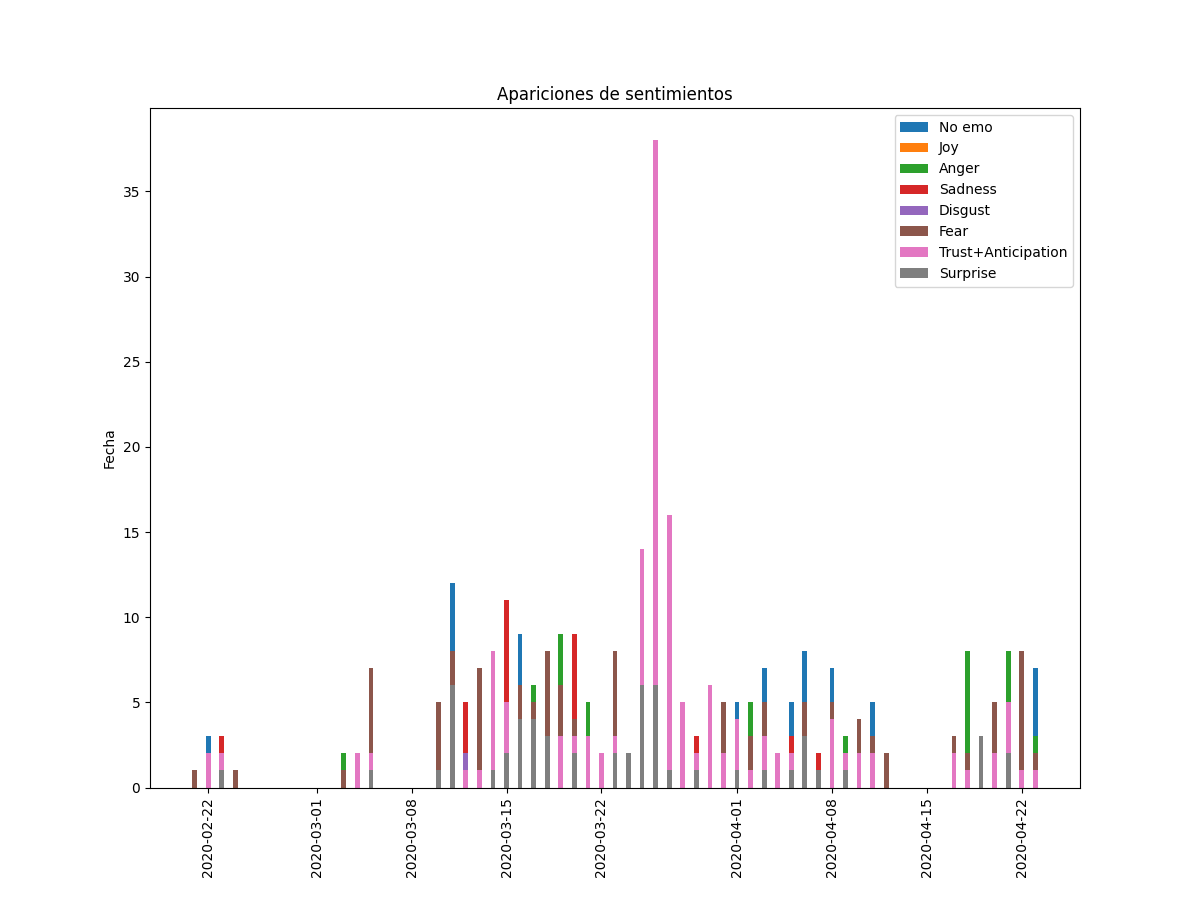 Apariciones de sentimientos
No emo
Joy
Anger
Sadness
Disgust
Fear
Trust+Anticipation
Surprise
Fecha
35
30
25
20
15
10
5
0
2020-02-22
2020-03-01
2020-03-08
2020-03-15
2020-03-22
2020-04-01
2020-04-08
2020-04-15
2020-04-22